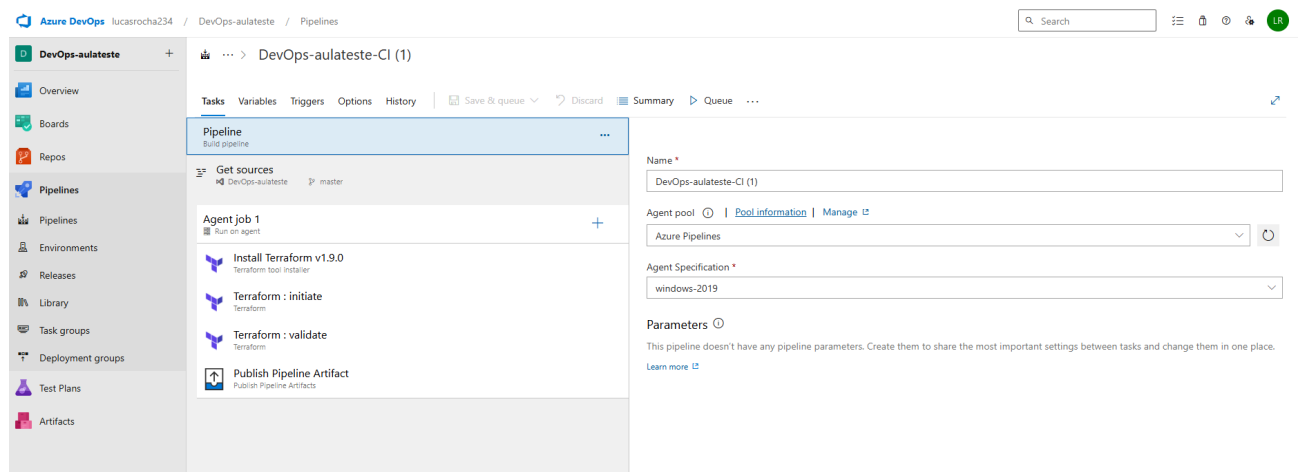 Azure DevOps lucasrocha234 / DevOps-aulateste / Pipelines
Search
LR
D DevOps-aulateste +
Overview
Boards
Repos
Pipelines
Pipelines
Environments
Releases
Library
Task groups
Deployment groups
Test Plans
Artifacts
··· > DevOps-aulateste-CI (1)
Tasks Variables Triggers Options History Save & queue Discard Summary Queue ···
Pipeline
Build pipeline
Get sources
DevOps-aulateste master
Agent job 1
Run on agent
Install Terraform v1.9.0
Terraform tool installer
Terraform : initiate
Terraform
Terraform : validate
Terraform
Publish Pipeline Artifact
Publish Pipeline Artifacts
Name *
DevOps-aulateste-CI (1)
Agent pool | Pool information | Manage
Azure Pipelines
Agent Specification *
windows-2019
Parameters
This pipeline doesn't have any pipeline parameters. Create them to share the most important settings between tasks and change them in one place.
Learn more